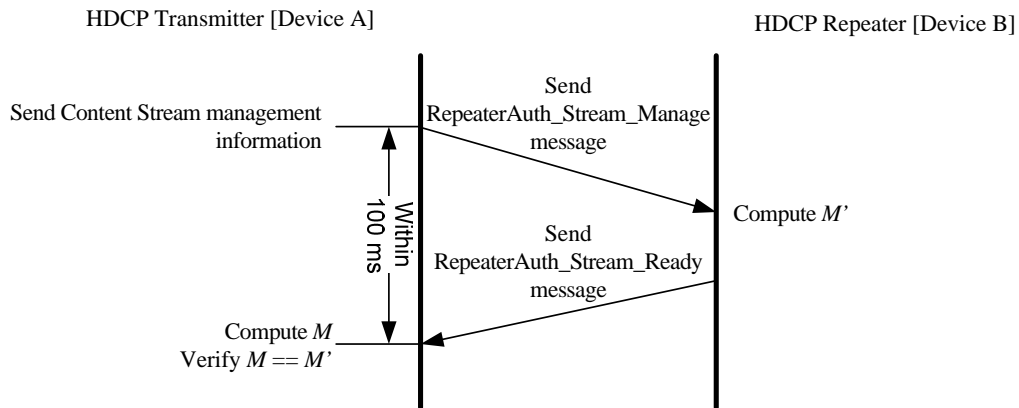 HDCP Transmitter [Device A]
HDCP Repeater [Device B]
Send Content Stream management
information
Send
RepeaterAuth_Stream_Manage
message
Within
100 ms
Compute M’
Send
RepeaterAuth_Stream_Ready
message
Compute M
Verify M == M’